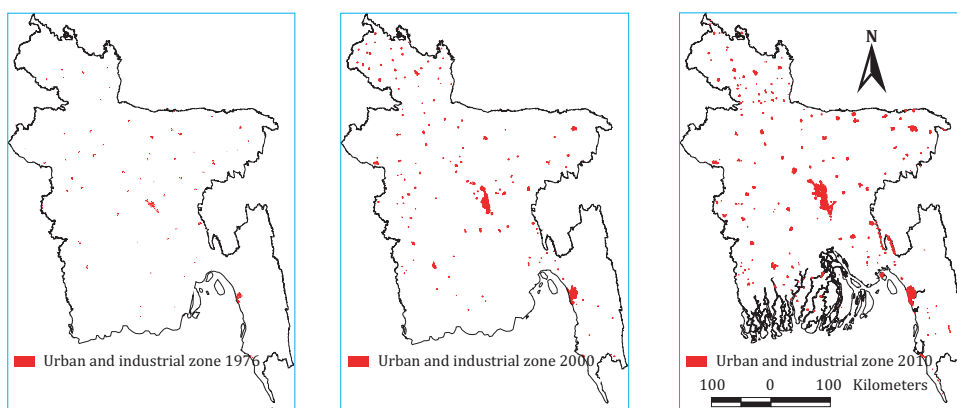 N
Urban and industrial zone 1976
Urban and industrial zone 2000
Urban and industrial zone 2010
100 0 100 Kilometers